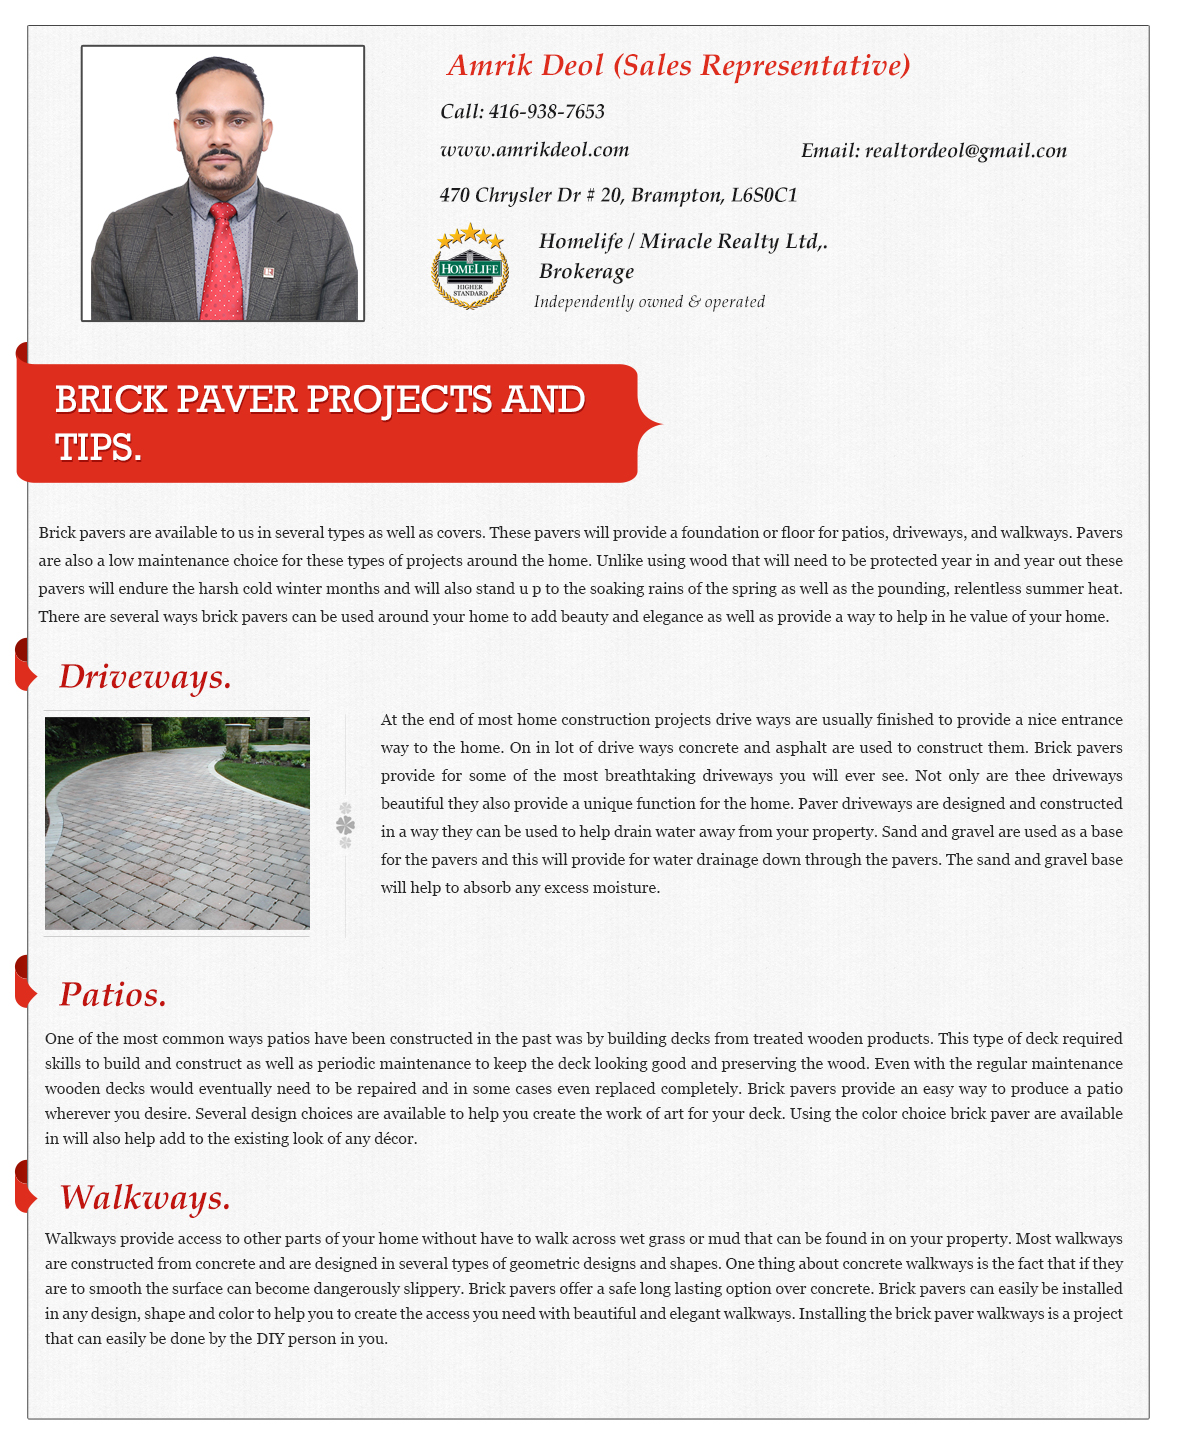 Amrik Deol (Sales Representative)
Call: 416-938-7653
www.amrikdeol.com
Email: realtordeol@gmail.con
470 Chrysler Dr # 20, Brampton, L6S0C1
HOMELIFE
HIGHER
STANDARD
Homelife / Miracle Realty Ltd,.
Brokerage
Independently owned & operated
BRICK PAVER PROJECTS AND
TIPS.
Brick pavers are available to us in several types as well as covers. These pavers will provide a foundation or floor for patios, driveways, and walkways. Pavers
are also a low maintenance choice for these types of projects around the home. Unlike using wood that will need to be protected year in and year out these
pavers will endure the harsh cold winter months and will also stand u p to the soaking rains of the spring as well as the pounding, relentless summer heat.
There are several ways brick pavers can be used around your home to add beauty and elegance as well as provide a way to help in he value of your home.
Driveways.
At the end of most home construction projects drive ways are usually finished to provide a nice entrance
way to the home. On in lot of drive ways concrete and asphalt are used to construct them. Brick pavers
provide for some of the most breathtaking driveways you will ever see. Not only are thee driveways
beautiful they also provide a unique function for the home. Paver driveways are designed and constructed
in a way they can be used to help drain water away from your property. Sand and gravel are used as a base
for the pavers and this will provide for water drainage down through the pavers. The sand and gravel base
will help to absorb any excess moisture.
Patios.
One of the most common ways patios have been constructed in the past was by building decks from treated wooden products. This type of deck required
skills to build and construct as well as periodic maintenance to keep the deck looking good and preserving the wood. Even with the regular maintenance
wooden decks would eventually need to be repaired and in some cases even replaced completely. Brick pavers provide an easy way to produce a patio
wherever you desire. Several design choices are available to help you create the work of art for your deck. Using the color choice brick paver are available
in will also help add to the existing look of any décor.
Walkways.
Walkways provide access to other parts of your home without have to walk across wet grass or mud that can be found in on your property. Most walkways
are constructed from concrete and are designed in several types of geometric designs and shapes. One thing about concrete walkways is the fact that if they
are to smooth the surface can become dangerously slippery. Brick pavers offer a safe long lasting option over concrete. Brick pavers can easily be installed
in any design, shape and color to help you to create the access you need with beautiful and elegant walkways. Installing the brick paver walkways is a project
that can easily be done by the DIY person in you.